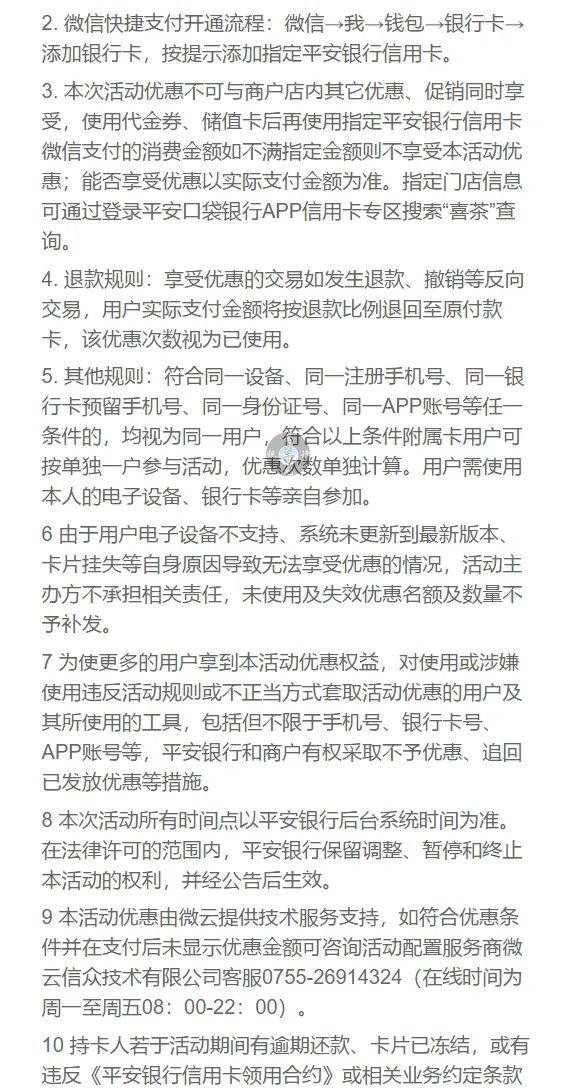 2. 微信快捷支付开通流程：微信→我→钱包→银行卡→
添加银行卡，按提示添加指定平安银行信用卡。
3. 本次活动优惠不可与商户店内其它优惠、促销同时享
受，使用代金券、储值卡后再使用指定平安银行信用卡
微信支付的消费金额如不满指定金额则不享受本活动优
惠；能否享受优惠以实际支付金额为准。指定门店信息
可通过登录平安口袋银行APP信用卡专区搜索“喜茶”查
询。
4. 退款规则：享受优惠的交易如发生退款、撤销等反向
交易，用户实际支付金额将按退款比例退回至原付款
卡，该优惠次数视为已使用。
5. 其他规则：符合同一设备、同一注册手机号、同一银
行卡预留手机号、同一身份证号、同一APP账号等任一
条件的，均视为同一用户，符合以上条件附属卡用户可
按单独一户参与活动，优惠次数单独计算。用户需使用
本人的电子设备、银行卡等亲自参加。
6 由于用户电子设备不支持、系统未更新到最新版本、
卡片挂失等自身原因导致无法享受优惠的情况，活动主
办方不承担相关责任，未使用及失效优惠名额及数量不
予补发。
7 为使更多的用户享到本活动优惠权益，对使用或涉嫌
使用违反活动规则或不正当方式套取活动优惠的用户及
其所使用的工具，包括但不限于手机号、银行卡号、
APP账号等，平安银行和商户有权采取不予优惠、追回
已发放优惠等措施。
8 本次活动所有时间点以平安银行后台系统时间为准。
在法律许可的范围内，平安银行保留调整、暂停和终止
本活动的权利，并经公告后生效。
9 本活动优惠由微云提供技术服务支持，如符合优惠条
件并在支付后未显示优惠金额可咨询活动配置服务商微
云信众技术有限公司客服0755-26914324（在线时间为
周一至周五08：00-22：00）。
10 持卡人若于活动期间有逾期还款、卡片已冻结，或有
违反《平安银行信用卡领用合约》或相关业务约定条款